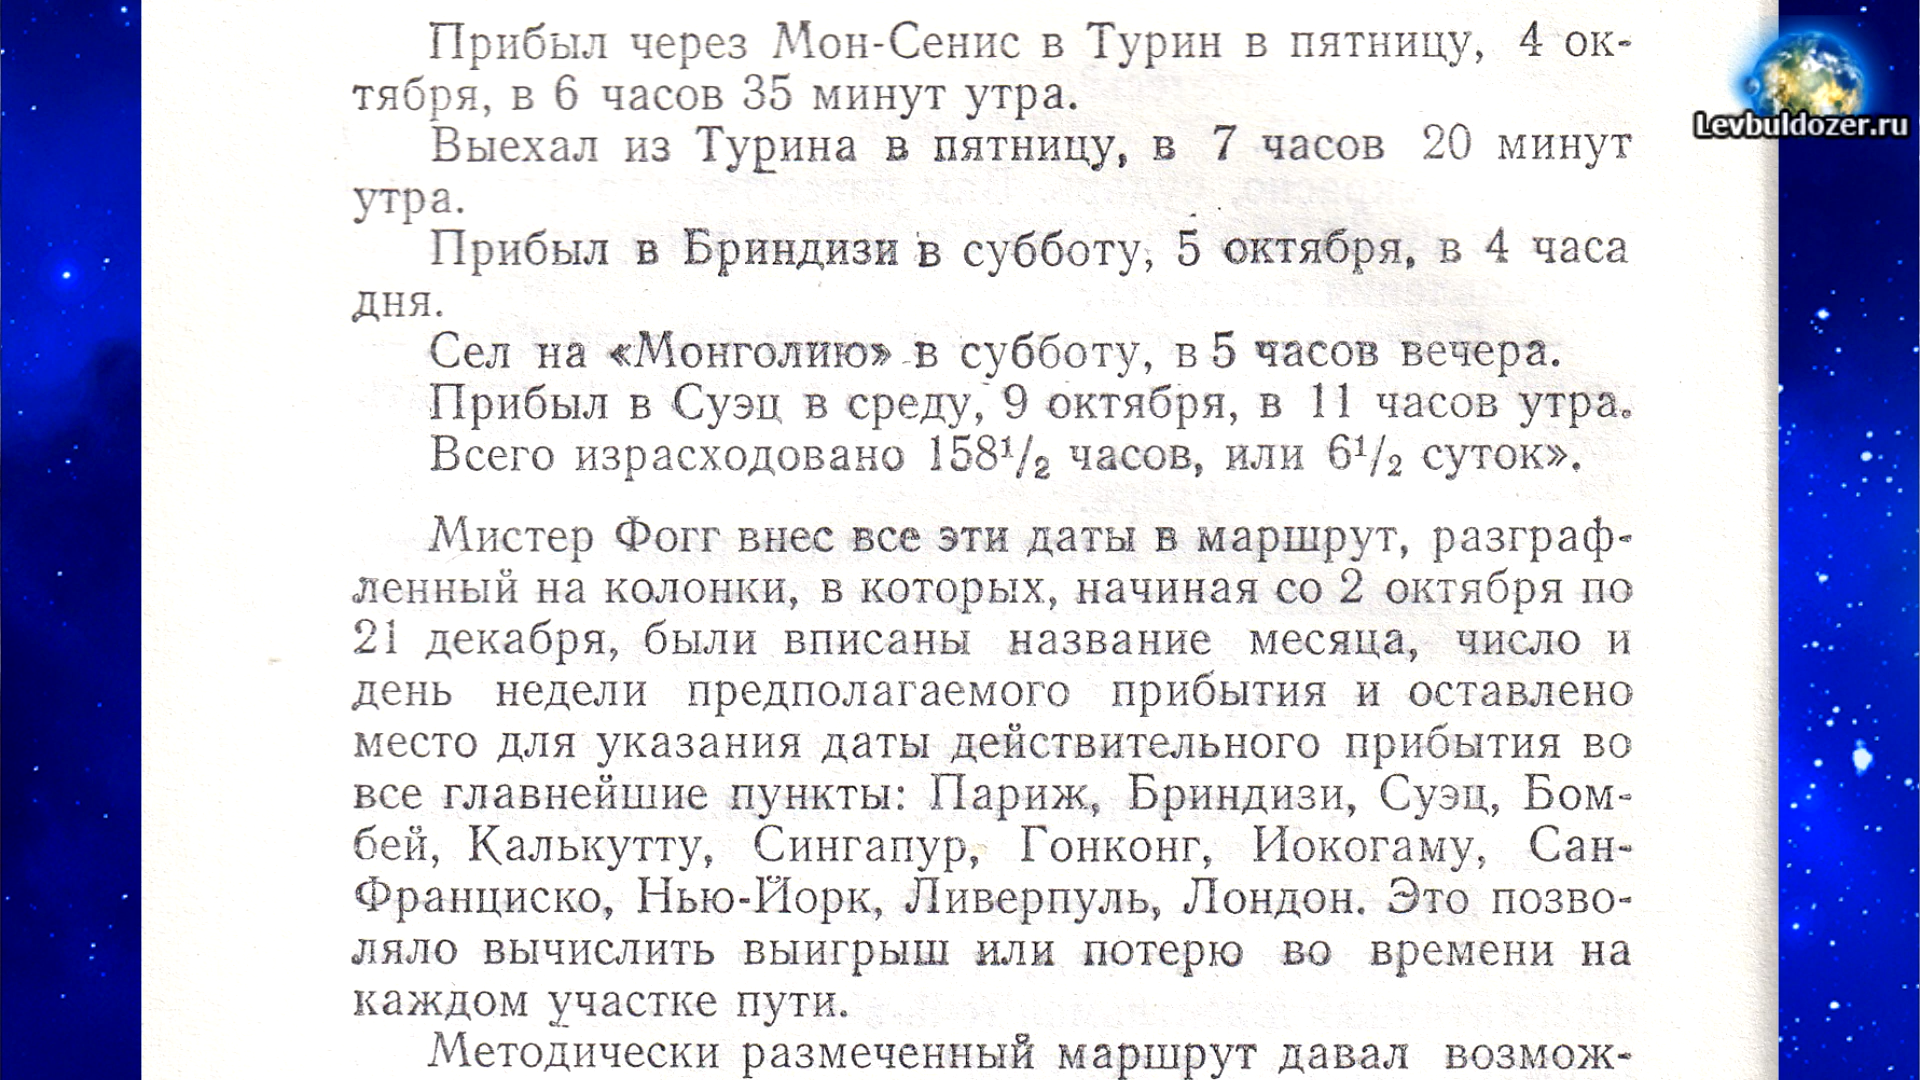 Прибыл через Мон-Сенис в Турин в пятницу, 4 ок-
тября, в 6 часов 35 минут утра.
Levbuldozer.ru
Выехал из Турина в пятницу, в 7 часов 20 минут
утра.
Прибыл в Бриндизи в субботу, 5 октября, в 4 часа
дня.
Сел на «Монголию» в субботу, в 5 часов вечера.
Прибыл в Суэц в среду, 9 октября, в 11 часов утра.
Всего израсходовано 158¹/₂ часов, или 6¹/₂ суток».
Мистер Фогг внес все эти даты в маршрут, разграф-
ленный на колонки, в которых, начиная со 2 октября по
21 декабря, были вписаны название месяца, число и
день недели предполагаемого прибытия и оставлено
место для указания даты действительного прибытия во
все главнейшие пункты: Париж, Бриндизи, Суэц, Бом-
бей, Калькутту, Сингапур, Гонконг, Иокогаму, Сан-
Франциско, Нью-Йорк, Ливерпуль, Лондон. Это позво-
ляло вычислить выигрыш или потерю во времени на
каждом участке пути.
Методически размеченный маршрут давал возмож-